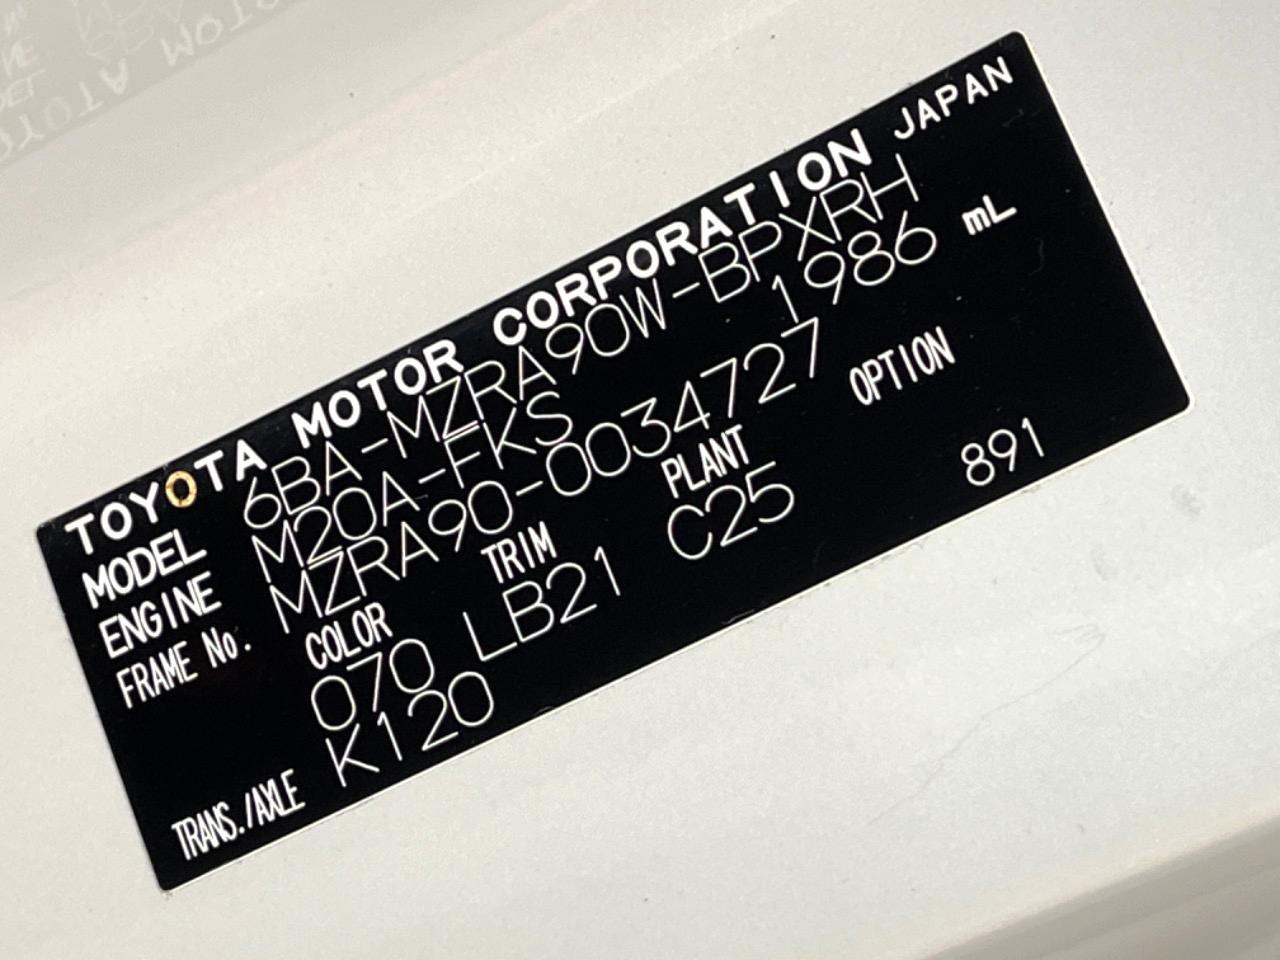 TOYOTA MOTOR CORPORATION JAPAN
MODEL 6BA-MZRA90W-BPXRH
ENGINE M20A-FKS 1986 mL
FRAME No. MZRA90-0034727
COLOR TRIM PLANT OPTION
070 LB21 C25 891
TRANS./AXLE K120